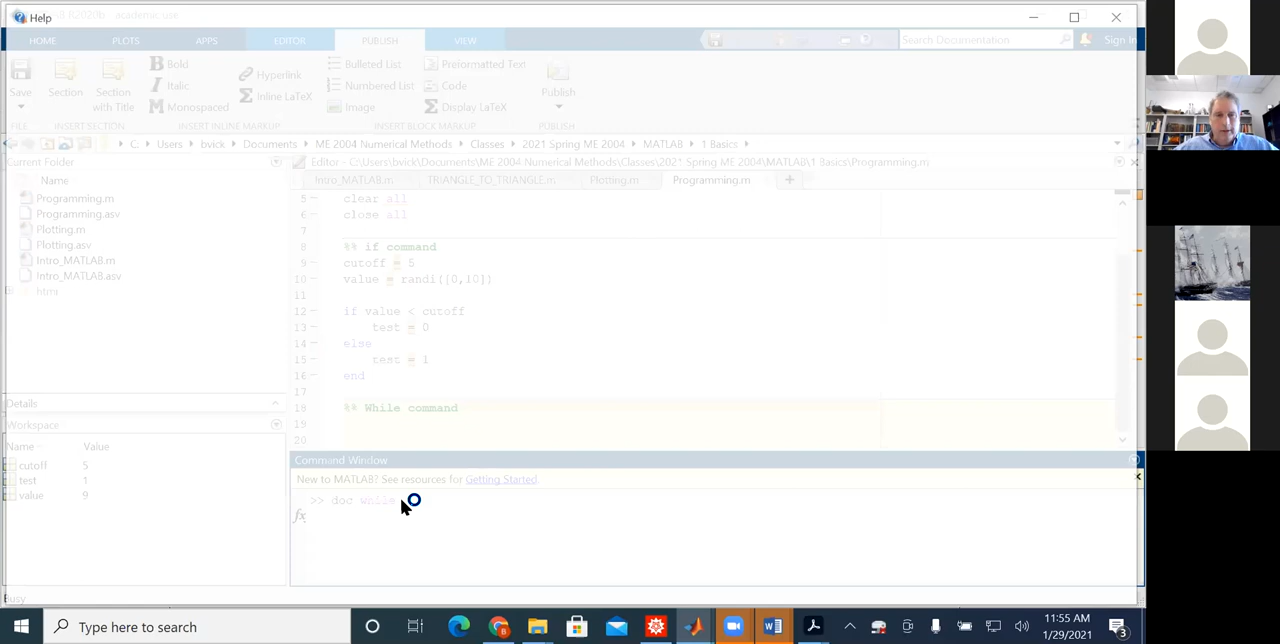 Help
academic use
HOME PLOTS APPS EDITOR PUBLISH VIEW
Search Documentation
Sign In
Save
Section
Section with Title
Bold
Italic
Monospaced
Hyperlink
Inline LaTeX
Bulleted List
Numbered List
Image
Preformatted Text
Code
Display LaTeX
Publish
FILE INSERT SECTION INSERT INLINE MARKUP INSERT BLOCK MARKUP PUBLISH
C: Users bvick Documents ME 2004 Numerical Methods Classes 2021 Spring ME 2004 MATLAB 1 Basics
Current Folder
Name
Programming.m
Programming.asv
Plotting.m
Plotting.asv
Intro_MATLAB.m
Intro_MATLAB.asv
html
Details
Workspace
Name Value
cutoff 5
test 1
value 9
Busy
Editor - C:\Users\bvick\Documents\ME 2004 Numerical Methods\Classes\2021 Spring ME 2004\MATLAB\1 Basics\Programming.m
Intro_MATLAB.m TRIANGLE_TO_TRIANGLE.m Plotting.m Programming.m +
5 clear all
6 close all
7
8 %% if command
9 cutoff = 5
10 value = randi([0,10])
11
12 if value < cutoff
13 test = 0
14 else
15 test = 1
16 end
17
18 %% While command
19
20
Command Window
New to MATLAB? See resources for Getting Started.
>> doc while
fx
Type here to search
11:55 AM
1/29/2021
3